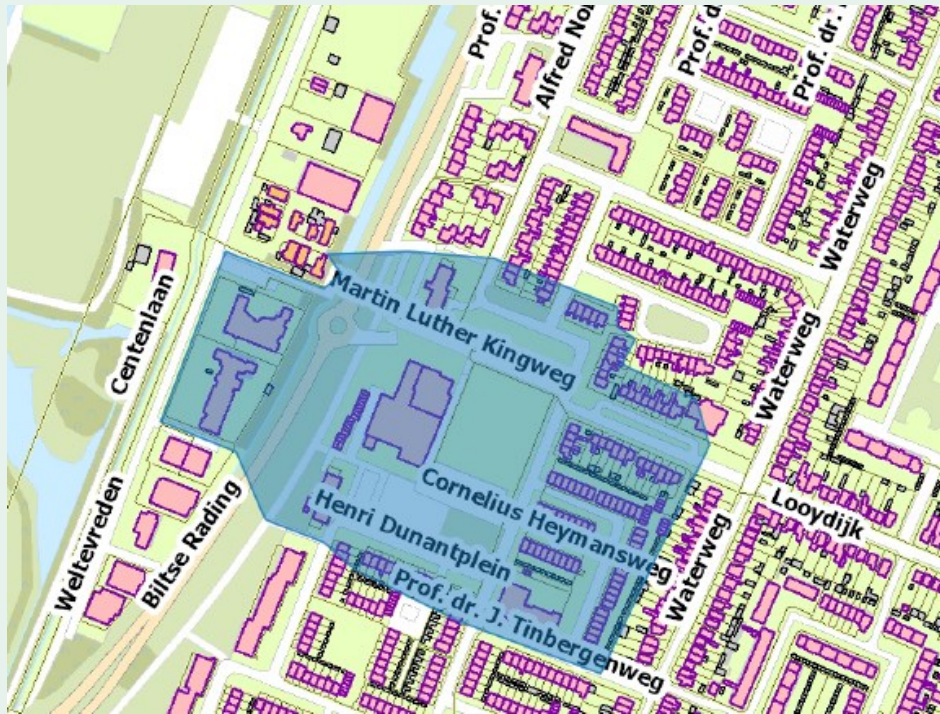 Prof.
Alfred No
Prof. d
Prof. dr.
Waterweg
Centenlaan
Martin Luther Kingweg
Waterweg
Cornelius Heymansweg
Looydijk
Henri Dunantplein
Weltevreden
Biltse Rading
eg
Waterweg
Prof. dr. J. Tinbergenweg